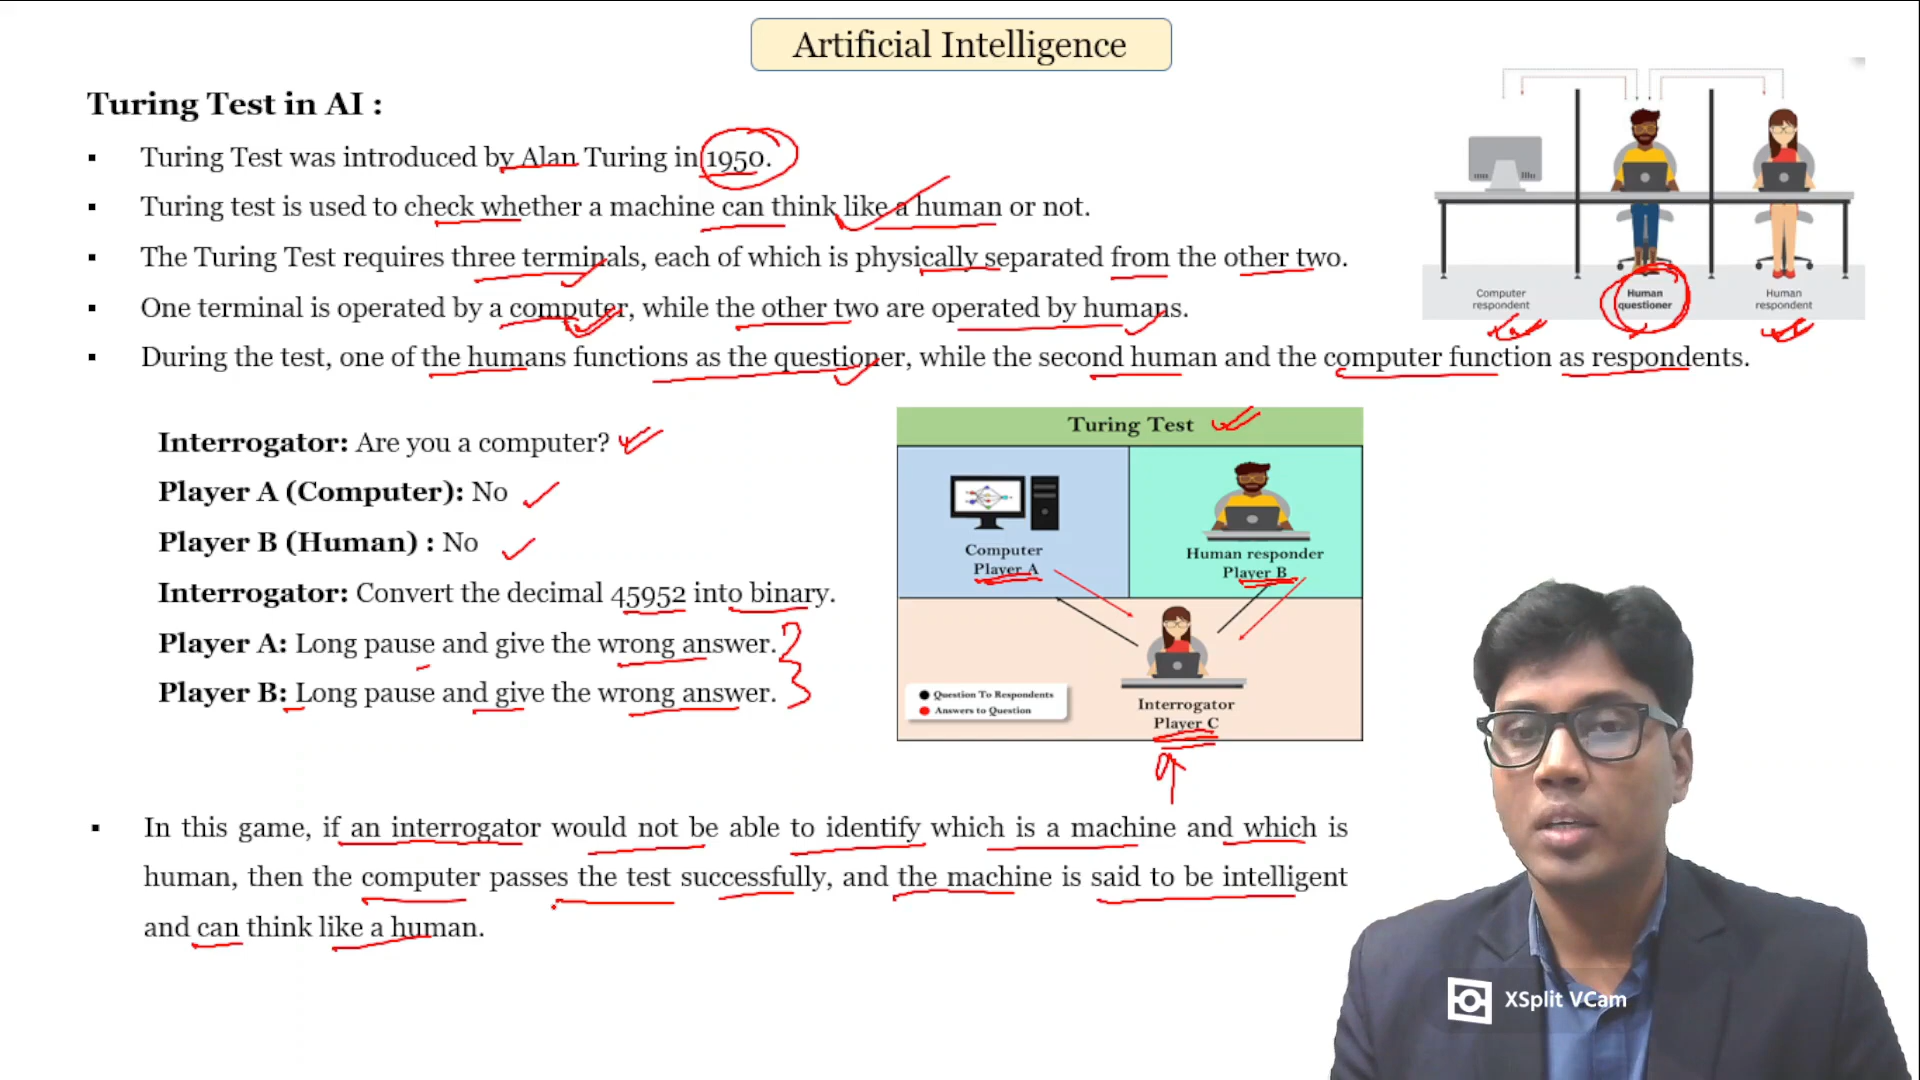 Artificial Intelligence
Turing Test in AI :
▪ Turing Test was introduced by Alan Turing in 1950.
▪ Turing test is used to check whether a machine can think like a human or not.
▪ The Turing Test requires three terminals, each of which is physically separated from the other two.
▪ One terminal is operated by a computer, while the other two are operated by humans.
▪ During the test, one of the humans functions as the questioner, while the second human and the computer function as respondents.
Computer respondent
Human questioner
Human respondent
Interrogator: Are you a computer?
Player A (Computer): No
Player B (Human) : No
Interrogator: Convert the decimal 45952 into binary.
Player A: Long pause and give the wrong answer.
Player B: Long pause and give the wrong answer.
Turing Test
Computer
Player A
Human responder
Player B
Question To Respondents
Answers to Question
Interrogator
Player C
▪ In this game, if an interrogator would not be able to identify which is a machine and which is
human, then the computer passes the test successfully, and the machine is said to be intelligent
and can think like a human.
XSplit VCam